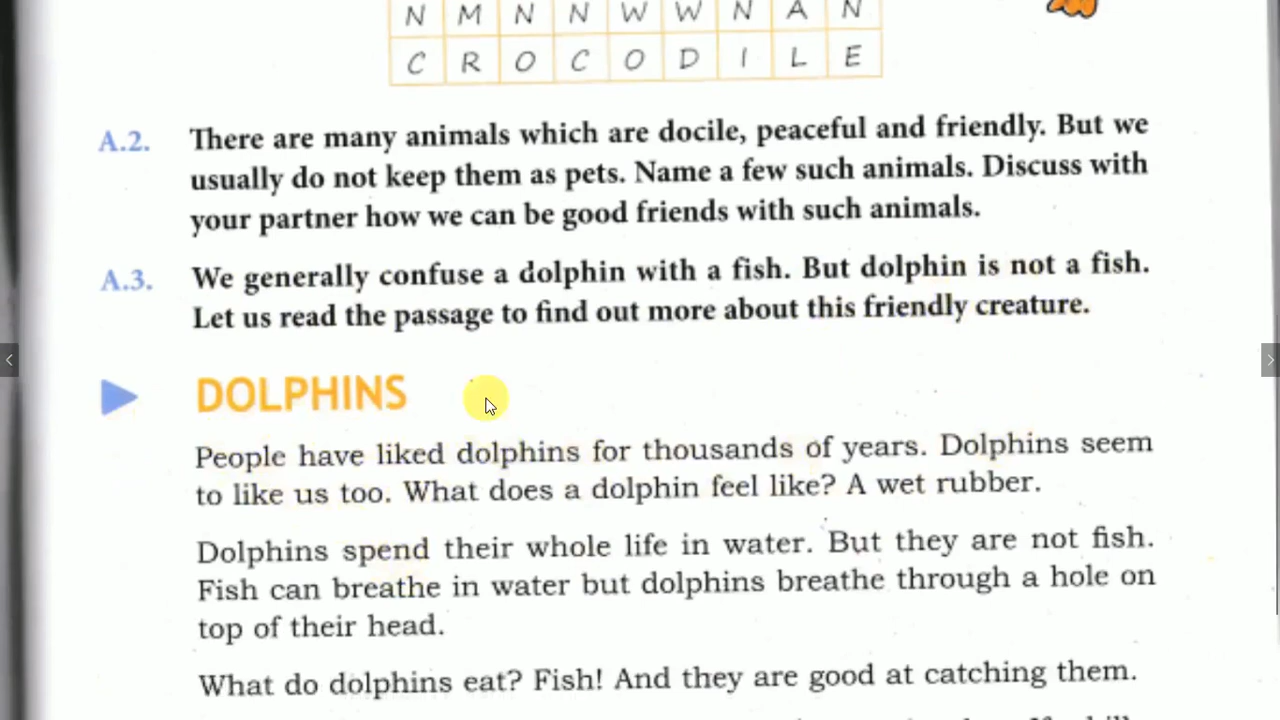 N M N N W W N A N
C R O C O D I L E
A.2. There are many animals which are docile, peaceful and friendly. But we
usually do not keep them as pets. Name a few such animals. Discuss with
your partner how we can be good friends with such animals.
A.3. We generally confuse a dolphin with a fish. But dolphin is not a fish.
Let us read the passage to find out more about this friendly creature.
DOLPHINS
People have liked dolphins for thousands of years. Dolphins seem
to like us too. What does a dolphin feel like? A wet rubber.
Dolphins spend their whole life in water. But they are not fish.
Fish can breathe in water but dolphins breathe through a hole on
top of their head.
What do dolphins eat? Fish! And they are good at catching them.